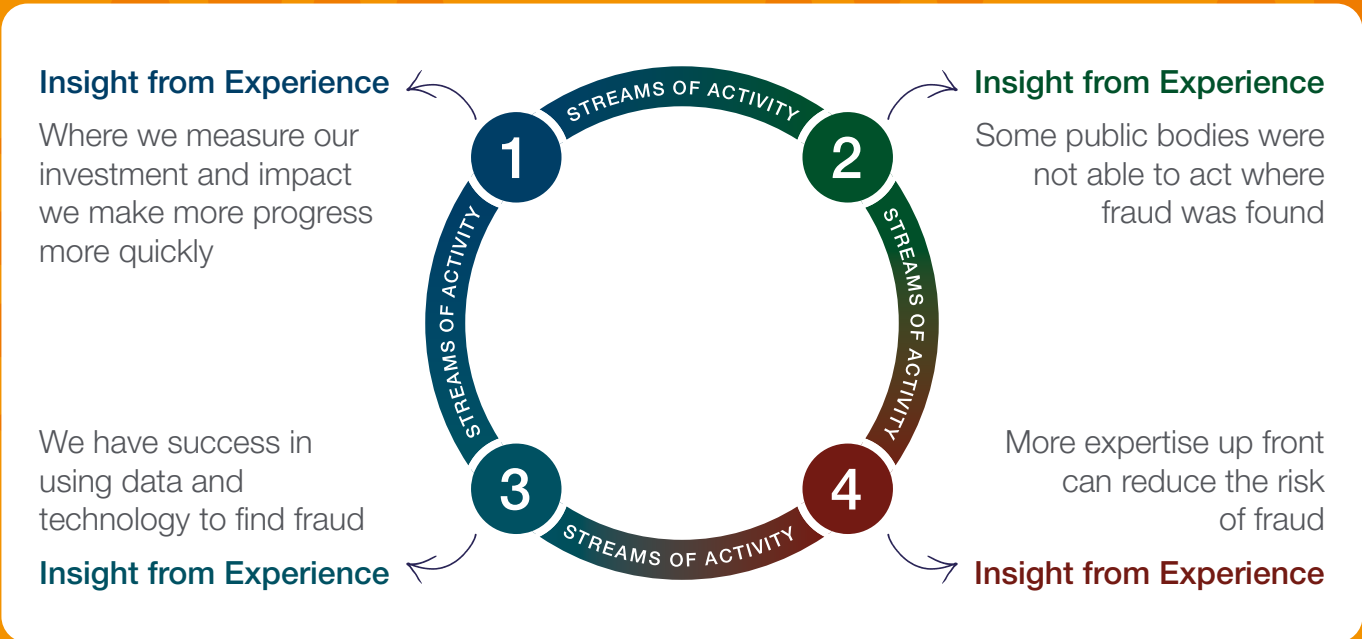 Insight from Experience
Where we measure our
investment and impact
we make more progress
more quickly
1
STREAMS OF ACTIVITY
2
Insight from Experience
Some public bodies were
not able to act where
fraud was found
STREAMS OF ACTIVITY
STREAMS OF ACTIVITY
We have success in
using data and
technology to find fraud
Insight from Experience
3
STREAMS OF ACTIVITY
4
More expertise up front
can reduce the risk
of fraud
Insight from Experience